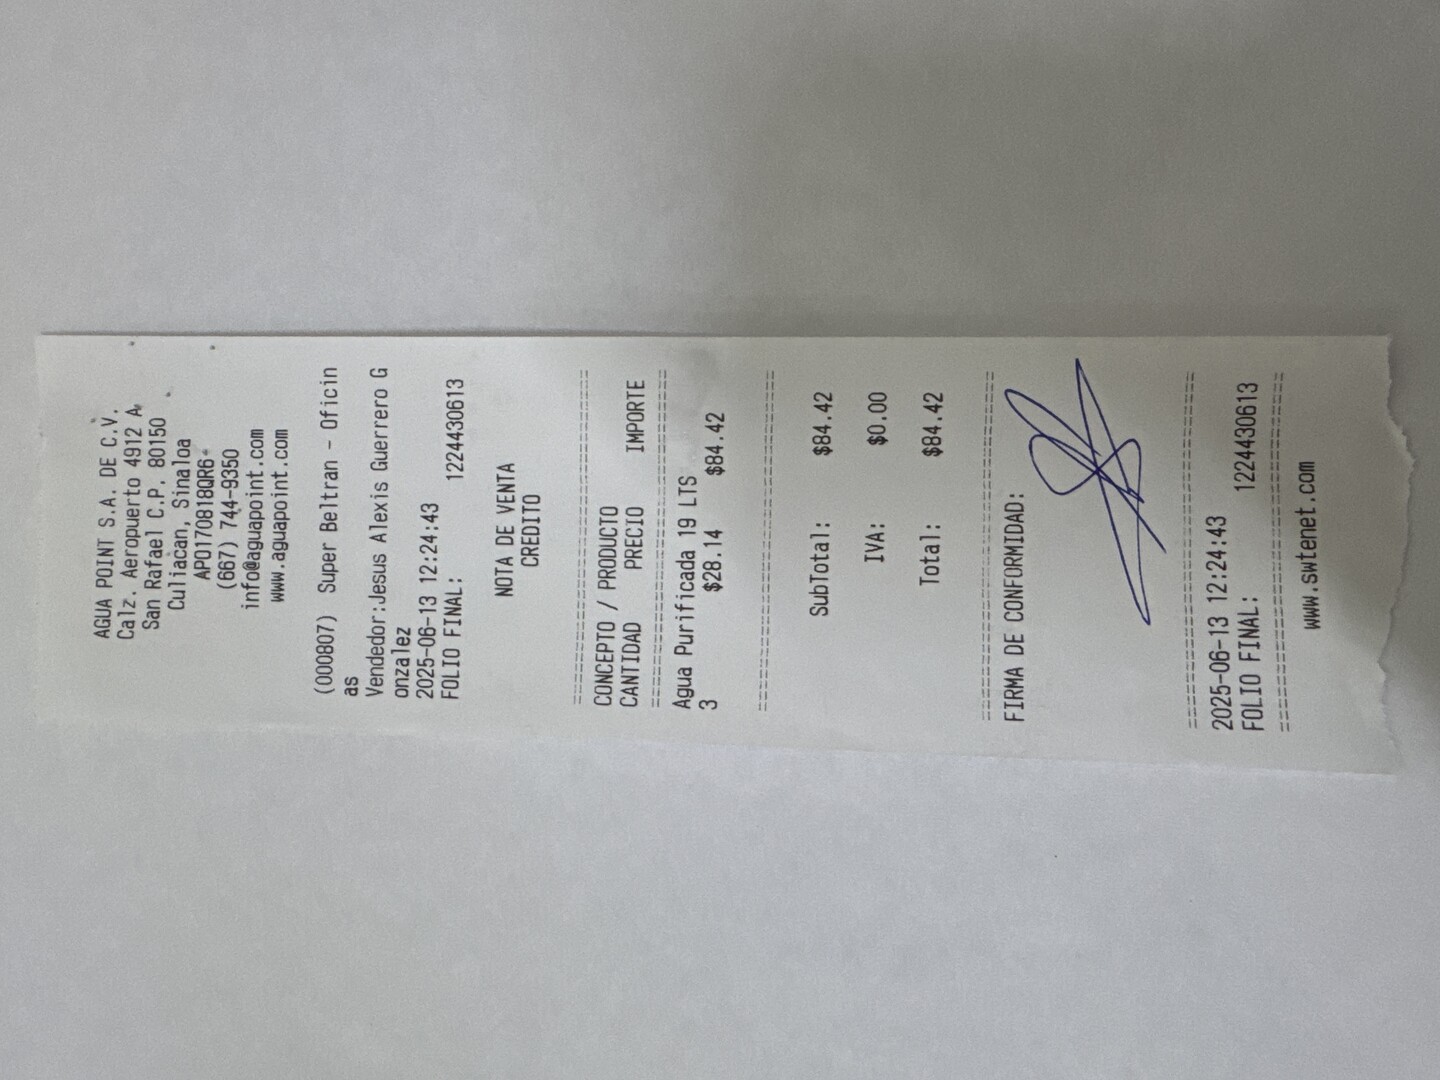 AGUA POINT S.A. DE C.V.
Calz. Aeropuerto 4912 A
San Rafael C.P. 80150
Culiacan, Sinaloa
APO170818QR6
(667) 744-9350
info@aguapoint.com
www.aguapoint.com
(000807) Super Beltran - Oficin
as
Vendedor:Jesus Alexis Guerrero G
onzalez
2025-06-13 12:24:43
FOLIO FINAL: 1224430613
NOTA DE VENTA
CREDITO
================================
CONCEPTO / PRODUCTO
CANTIDAD PRECIO IMPORTE
================================
Agua Purificada 19 LTS
3 $28.14 $84.42
================================
SubTotal: $84.42
IVA: $0.00
Total: $84.42
================================
FIRMA DE CONFORMIDAD:
================================
2025-06-13 12:24:43
FOLIO FINAL: 1224430613
================================
www.swtenet.com